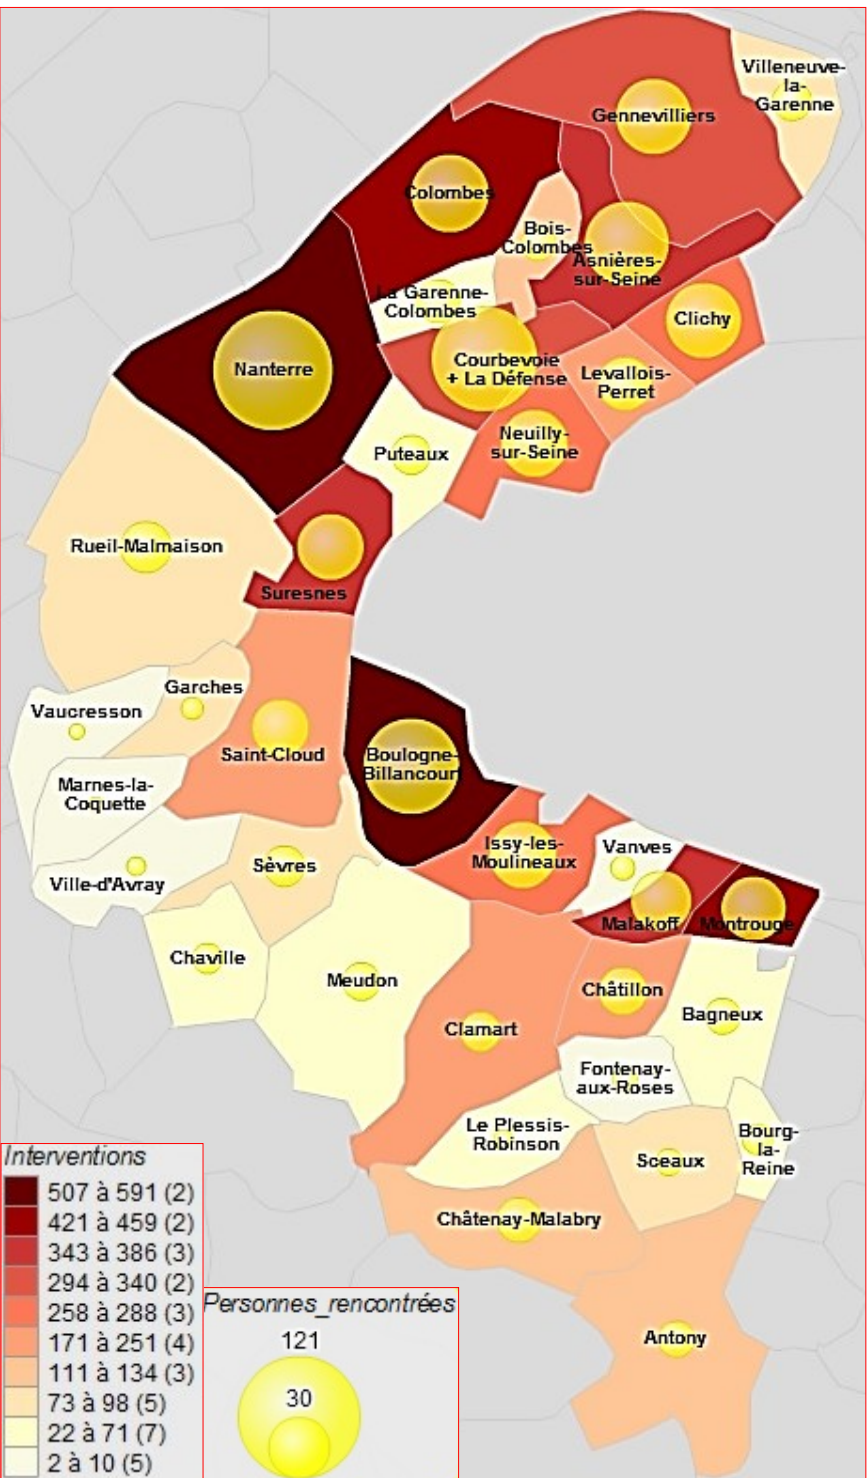 Villeneuve-
la-
Garenne
Gennevilliers
Colombes
Bois-
Colombes
Asnières-
sur-Seine
La Garenne-
Colombes
Clichy
Nanterre
Courbevoie
+ La Défense
Levallois-
Perret
Puteaux
Neuilly-
sur-Seine
Rueil-Malmaison
Suresnes
Garches
Vaucresson
Saint-Cloud
Boulogne-
Billancourt
Marnes-la-
Coquette
Issy-les-
Moulineaux
Vanves
Ville-d'Avray
Sèvres
Malakoff
Montrouge
Chaville
Meudon
Châtillon
Bagneux
Clamart
Fontenay-
aux-Roses
Le Plessis-
Robinson
Bourg-
la-
Reine
Sceaux
Châtenay-Malabry
Antony
Interventions
507 à 591 (2)
421 à 459 (2)
343 à 386 (3)
294 à 340 (2)
258 à 288 (3)
171 à 251 (4)
111 à 134 (3)
73 à 98 (5)
22 à 71 (7)
2 à 10 (5)
Personnes_rencontrées
121
30